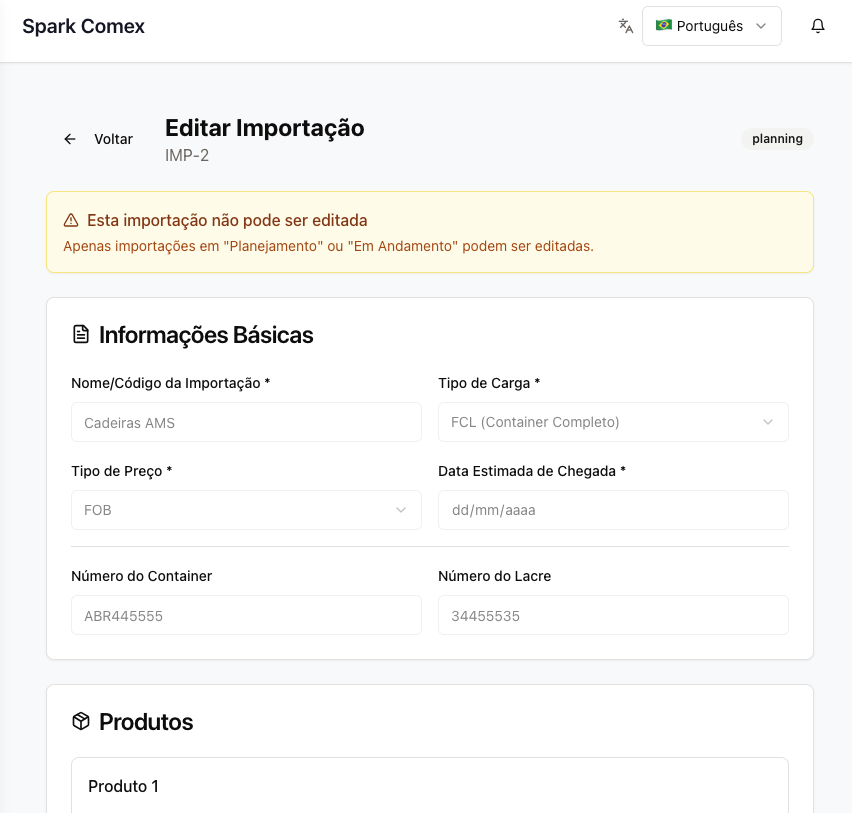 Spark Comex
Português
Voltar
Editar Importação
IMP-2
planning
Esta importação não pode ser editada
Apenas importações em "Planejamento" ou "Em Andamento" podem ser editadas.
Informações Básicas
Nome/Código da Importação *
Tipo de Carga *
Cadeiras AMS
FCL (Container Completo)
Tipo de Preço *
Data Estimada de Chegada *
FOB
dd/mm/aaaa
Número do Container
Número do Lacre
ABR445555
34455535
Produtos
Produto 1